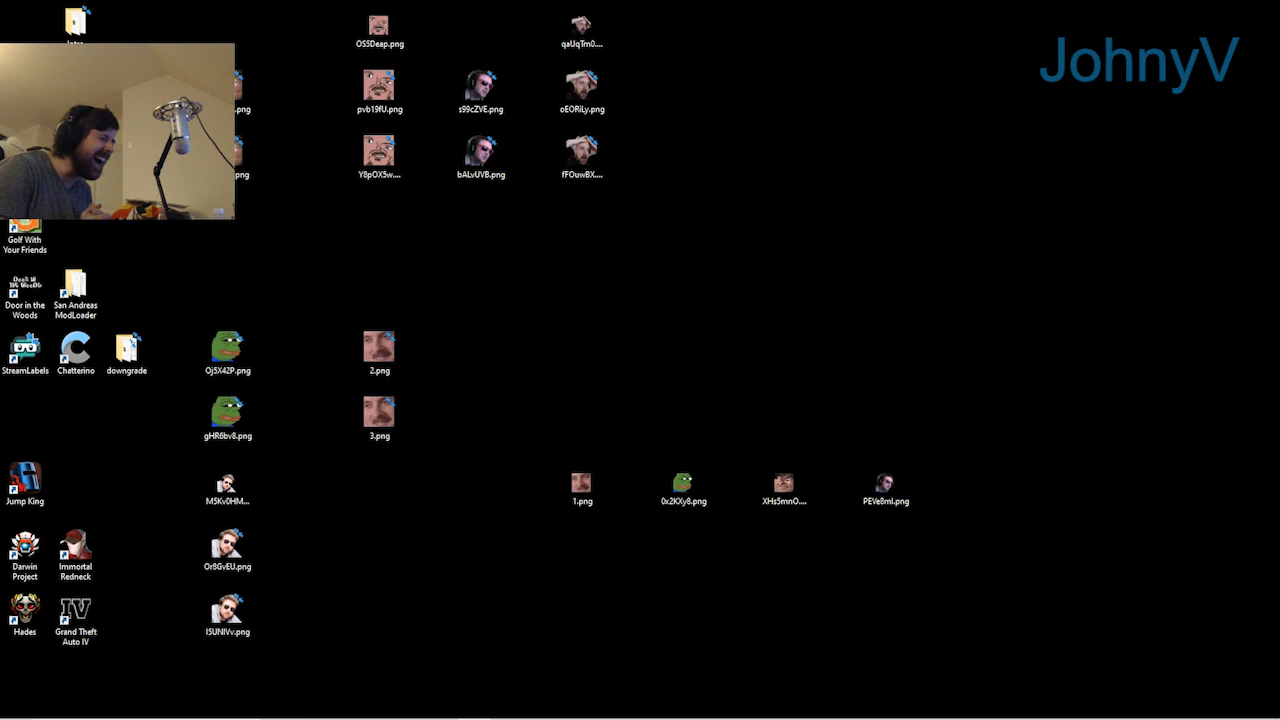 JohnyV
OS5Deap.png
qaUqTm0....
.png
pvb19fU.png
s99cZVE.png
oEORiLy.png
png
Y8pOX5w....
bALvUVB.png
fFOuwBX....
Golf With
Your Friends
Door in the
Woods
San Andreas
ModLoader
StreamLabels
Chatterino
downgrade
Oj5X42P.png
2.png
gHR6bv8.png
3.png
Jump King
M5Kv0HM...
1.png
0x2KXy8.png
XHs5mnO....
PEVe8ml.png
Darwin
Project
Immortal
Redneck
Or8GvEU.png
Hades
Grand Theft
Auto IV
I5UNIVv.png